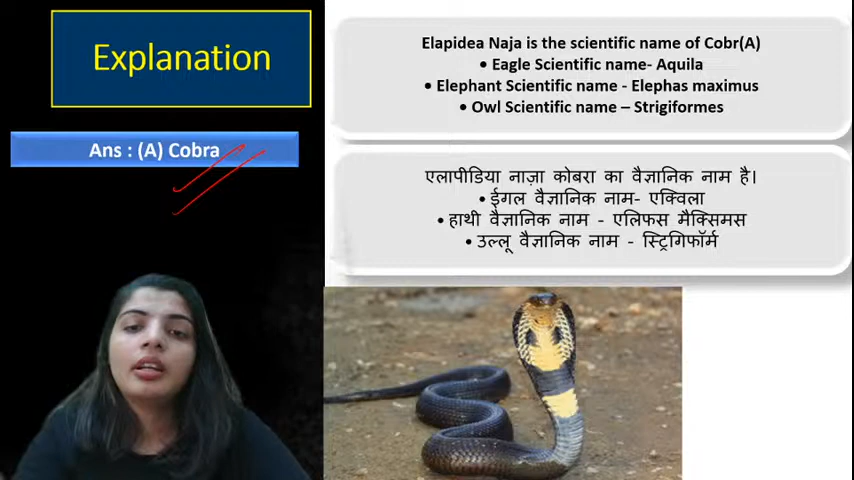 Explanation
Ans : (A) Cobra
Elapidea Naja is the scientific name of Cobr(A)
• Eagle Scientific name- Aquila
• Elephant Scientific name - Elephas maximus
• Owl Scientific name – Strigiformes
एलापीडिया नाज़ा कोबरा का वैज्ञानिक नाम है।
• ईगल वैज्ञानिक नाम- एक्विला
• हाथी वैज्ञानिक नाम - एलिफस मैक्सिमस
• उल्लू वैज्ञानिक नाम - स्ट्रिगिफॉर्म